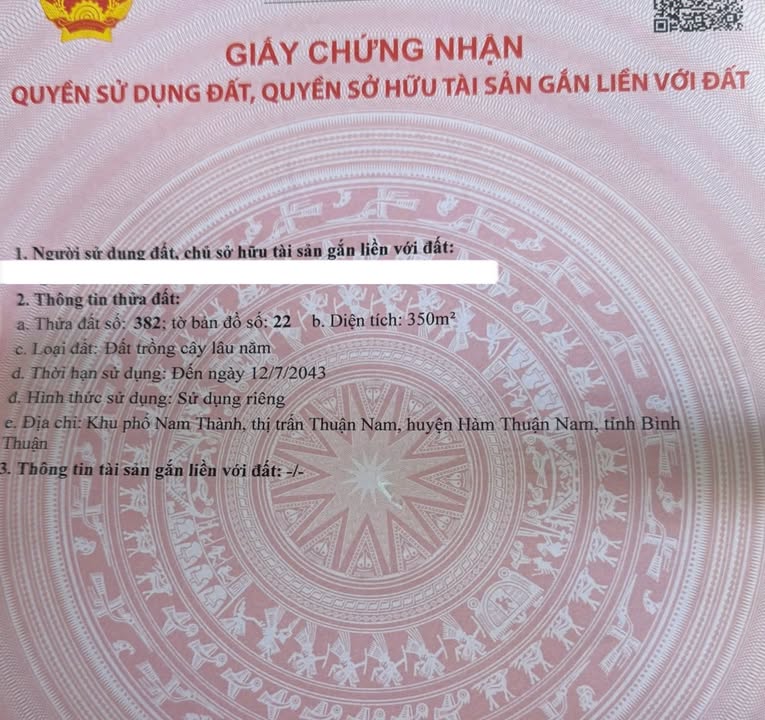 GIẤY CHỨNG NHẬN
QUYỀN SỬ DỤNG ĐẤT, QUYỀN SỞ HỮU TÀI SẢN GẮN LIỀN VỚI ĐẤT
1. Người sử dụng đất, chủ sở hữu tài sản gắn liền với đất:
2. Thông tin thửa đất:
a. Thửa đất số: 382; tờ bản đồ số: 22 b. Diện tích: 350m²
c. Loại đất: Đất trồng cây lâu năm
d. Thời hạn sử dụng: Đến ngày 12/7/2043
đ. Hình thức sử dụng: Sử dụng riêng
e. Địa chỉ: Khu phố Nam Thành, thị trấn Thuận Nam, huyện Hàm Thuận Nam, tỉnh Bình
Thuận
3. Thông tin tài sản gắn liền với đất: -/-